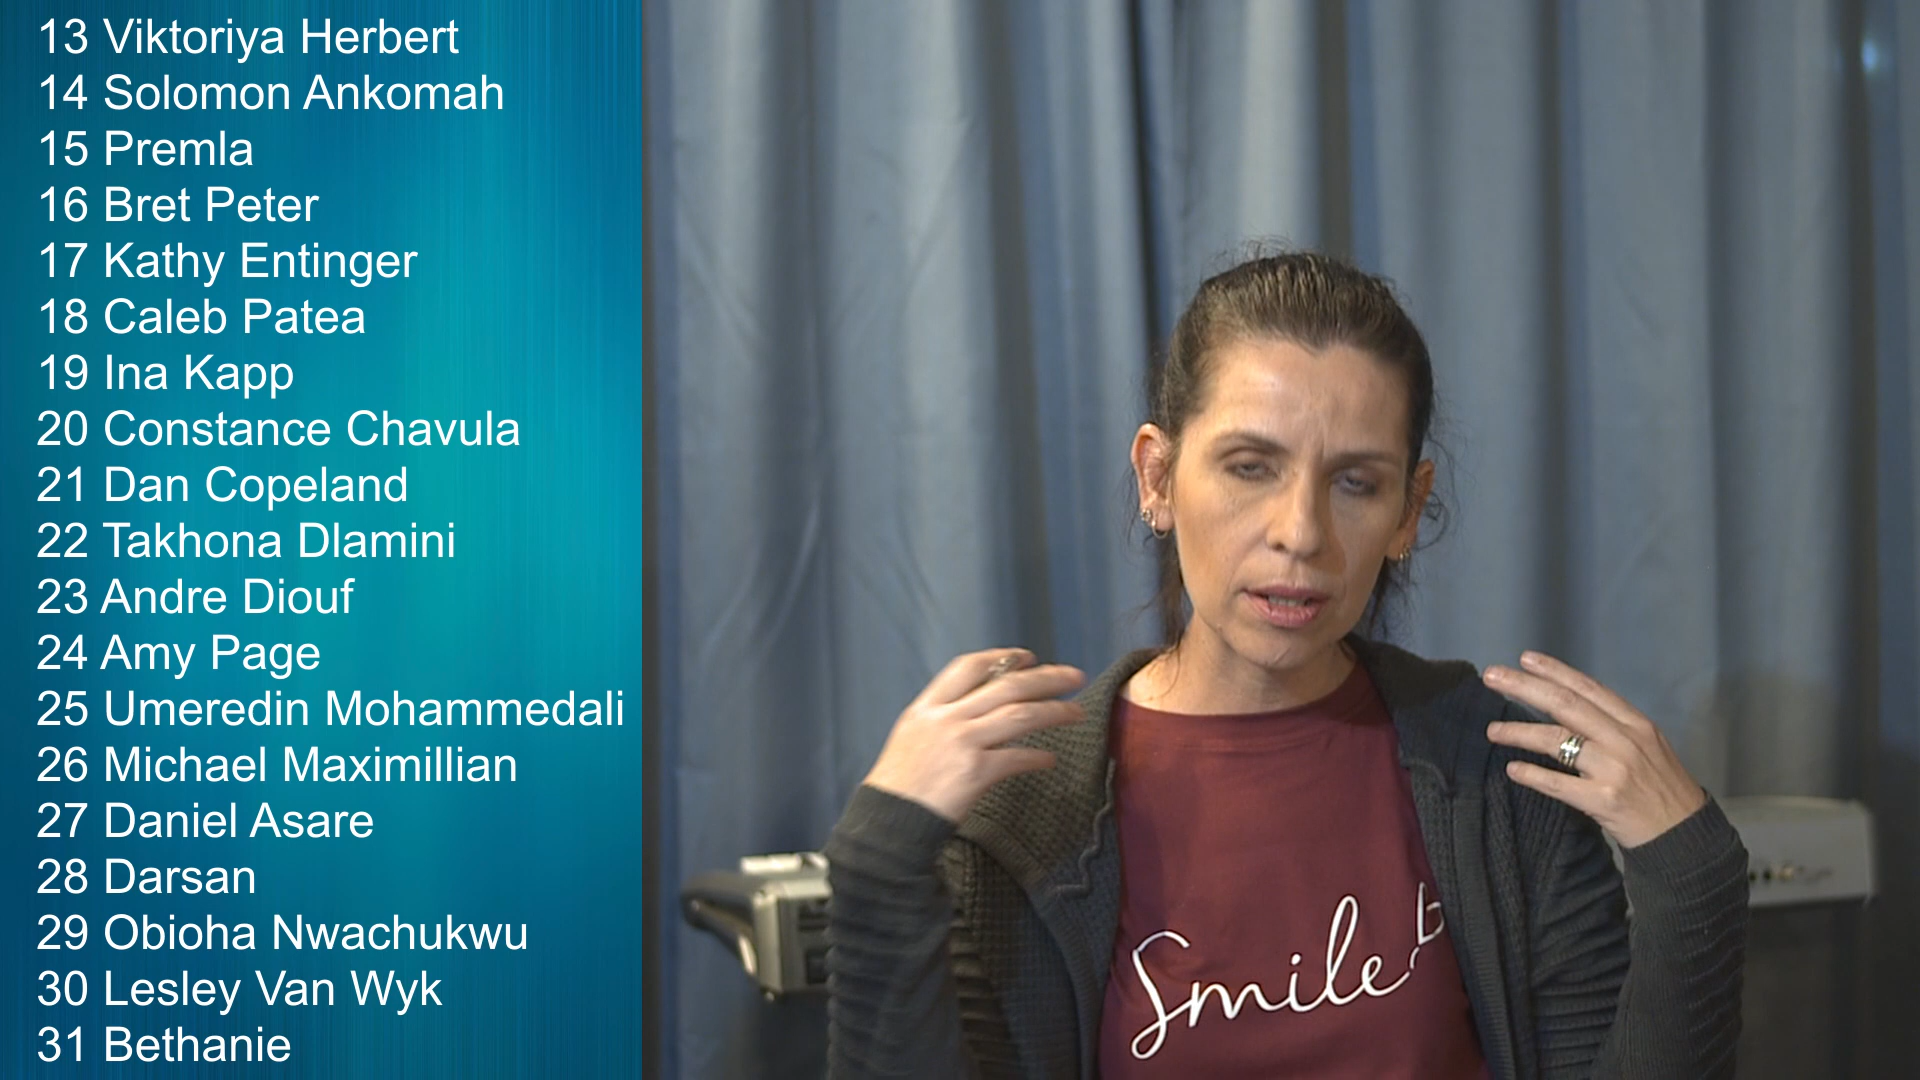 13 Viktoriya Herbert
14 Solomon Ankomah
15 Premla
16 Bret Peter
17 Kathy Entinger
18 Caleb Patea
19 Ina Kapp
20 Constance Chavula
21 Dan Copeland
22 Takhona Dlamini
23 Andre Diouf
24 Amy Page
25 Umeredin Mohammedali
26 Michael Maximillian
27 Daniel Asare
28 Darsan
29 Obioha Nwachukwu
30 Lesley Van Wyk
31 Bethanie
Smile